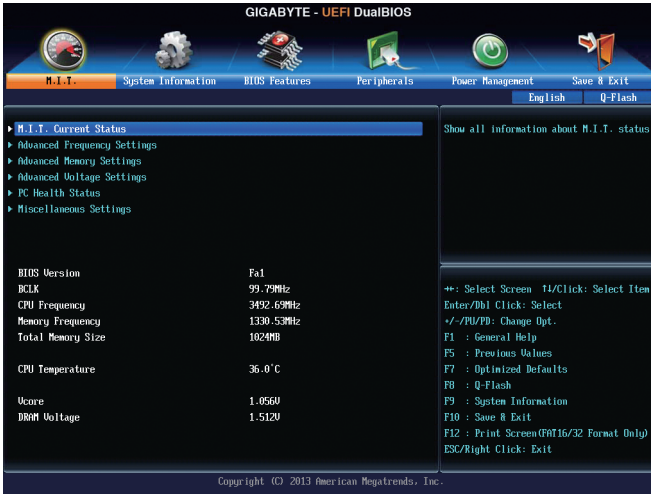 GIGABYTE - UEFI DualBIOS
M.I.T. System Information BIOS Features Peripherals Power Management Save & Exit
English Q-Flash
M.I.T. Current Status
Advanced Frequency Settings
Advanced Memory Settings
Advanced Voltage Settings
PC Health Status
Miscellaneous Settings
Show all information about M.I.T. status
BIOS Version Fa1
BCLK 99.79MHz
CPU Frequency 3492.69MHz
Memory Frequency 1330.53MHz
Total Memory Size 1024MB
CPU Temperature 36.0°C
Vcore 1.056V
DRAM Voltage 1.512V
↔: Select Screen ↑↓/Click: Select Item
Enter/Dbl Click: Select
+/-/PU/PD: Change Opt.
F1 : General Help
F5 : Previous Values
F7 : Optimized Defaults
F8 : Q-Flash
F9 : System Information
F10 : Save & Exit
F12 : Print Screen(FAT16/32 Format Only)
ESC/Right Click: Exit
Copyright (C) 2013 American Megatrends, Inc.